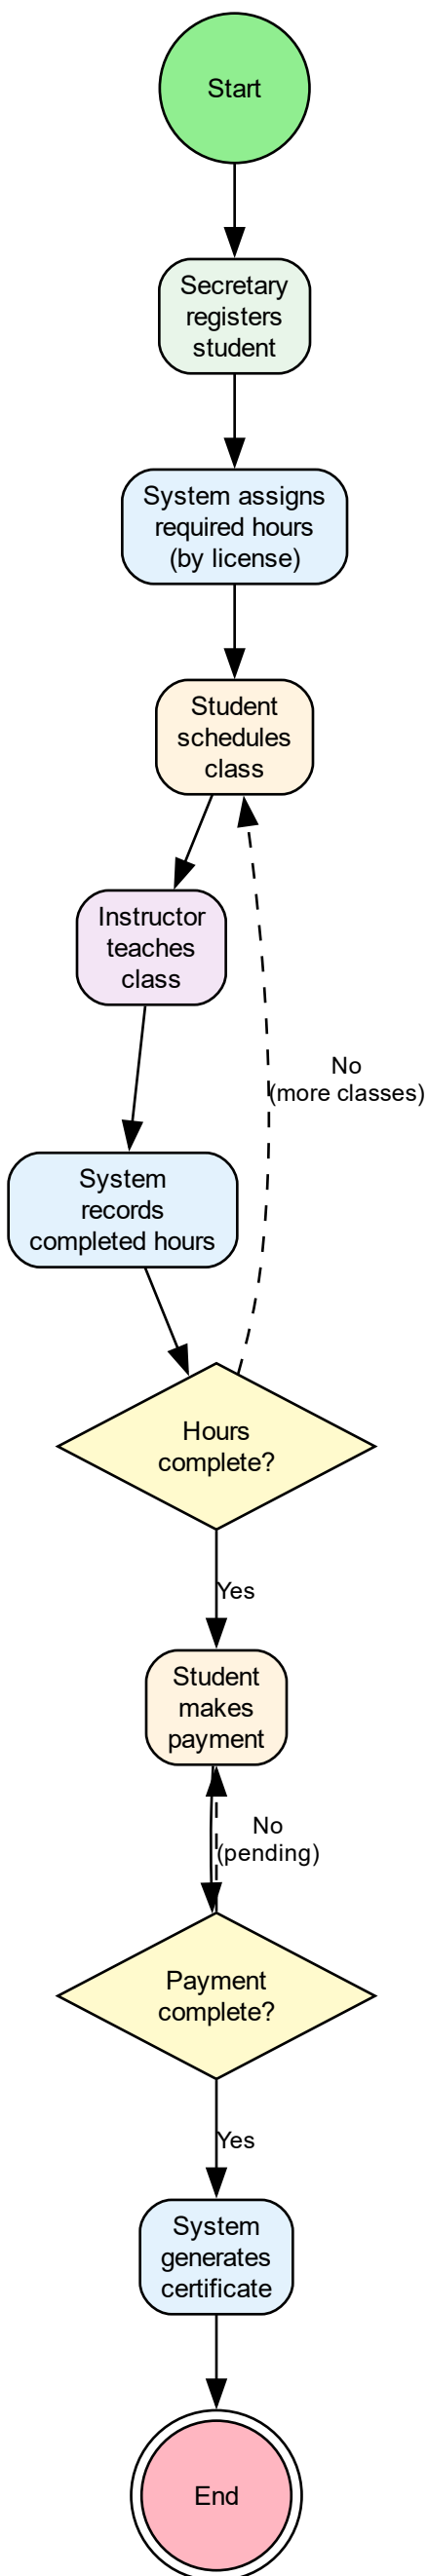 Start
Secretary
registers
student
System assigns
required hours
(by license)
Student
schedules
class
Instructor
teaches
class
No
(more classes)
System
records
completed hours
Hours
complete?
Yes
Student
makes
payment
No
(pending)
Payment
complete?
Yes
System
generates
certificate
End